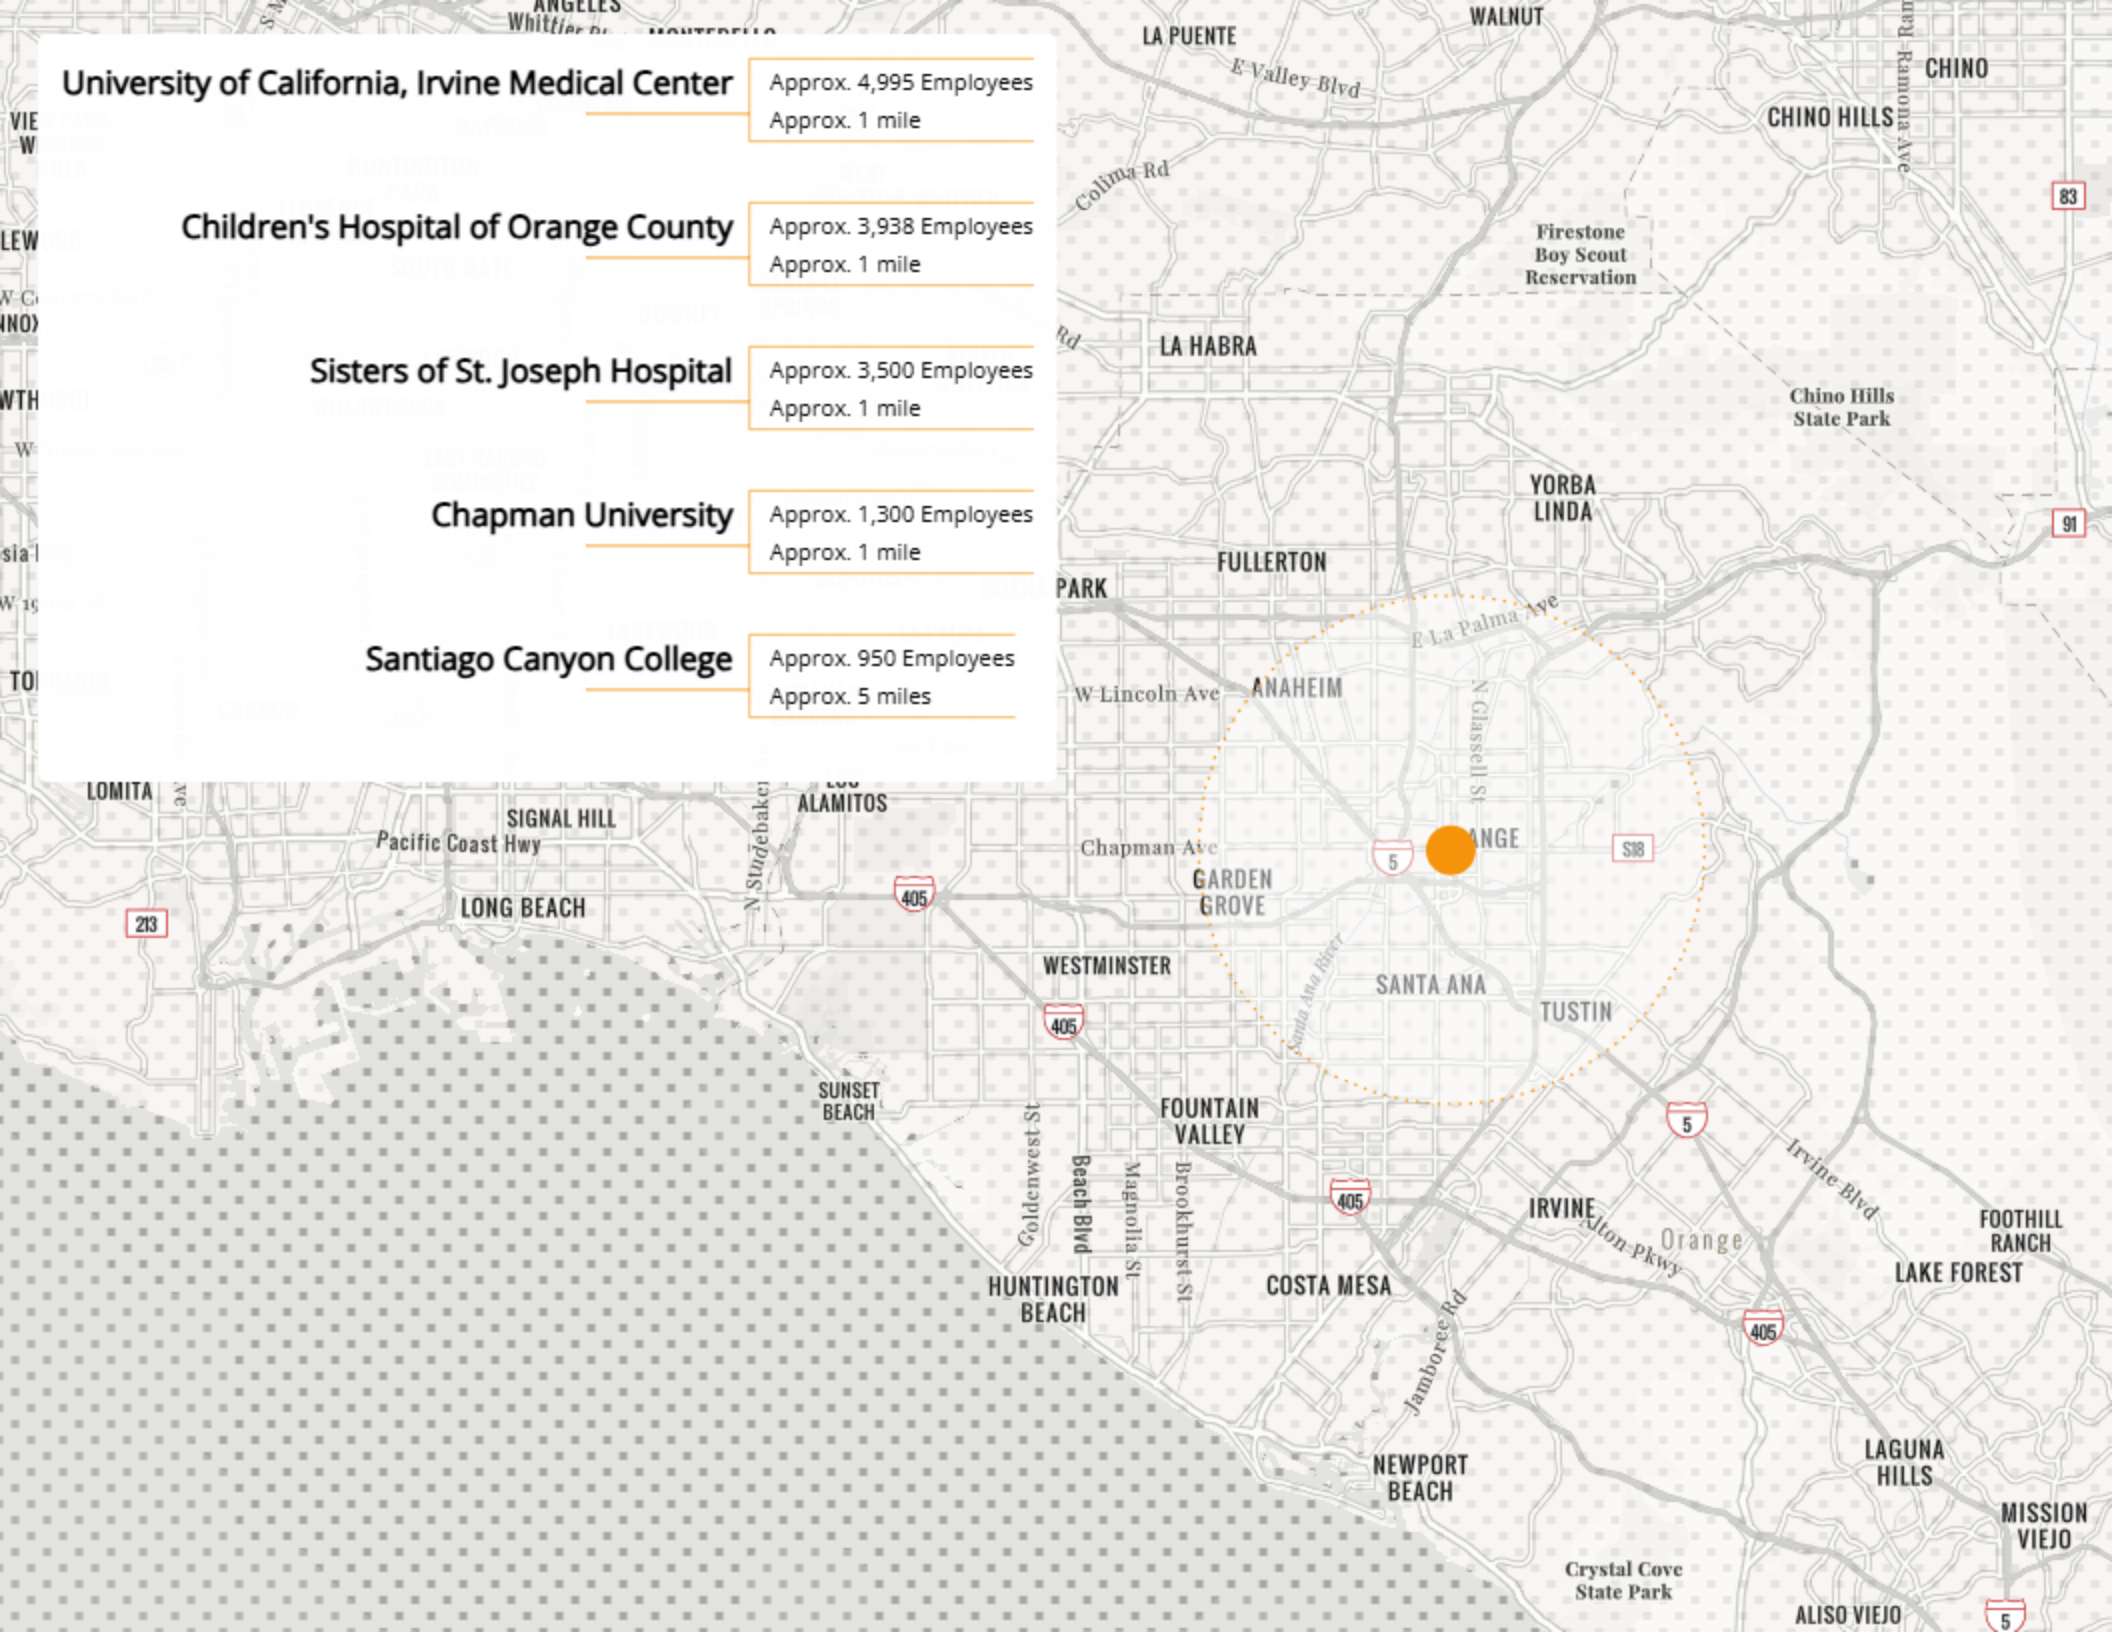 University of California, Irvine Medical Center
Approx. 4,995 Employees
Approx. 1 mile
Children's Hospital of Orange County
Approx. 3,938 Employees
Approx. 1 mile
Sisters of St. Joseph Hospital
Approx. 3,500 Employees
Approx. 1 mile
Chapman University
Approx. 1,300 Employees
Approx. 1 mile
Santiago Canyon College
Approx. 950 Employees
Approx. 5 miles
ANGELES
LA PUENTE
WALNUT
E Valley Blvd
CHINO
CHINO HILLS
Ramona Ave
Colima Rd
83
Firestone
Boy Scout
Reservation
Rd
LA HABRA
Chino Hills
State Park
YORBA
LINDA
91
FULLERTON
PARK
E La Palma Ave
W Lincoln Ave
ANAHEIM
N Glassell St
LOMITA
SIGNAL HILL
Pacific Coast Hwy
N Studebaker
ALAMITOS
Chapman Ave
5
ANGE
S18
GARDEN
GROVE
405
LONG BEACH
213
WESTMINSTER
Santa Ana River
SANTA ANA
TUSTIN
405
SUNSET
BEACH
FOUNTAIN
VALLEY
5
Goldenwest St
Beach Blvd
Magnolia St
Brookhurst St
405
IRVINE
Irvine Blvd
Alton Pkwy
Orange
FOOTHILL
RANCH
LAKE FOREST
HUNTINGTON
BEACH
COSTA MESA
Jamboree Rd
405
NEWPORT
BEACH
LAGUNA
HILLS
MISSION
VIEJO
Crystal Cove
State Park
ALISO VIEJO
5